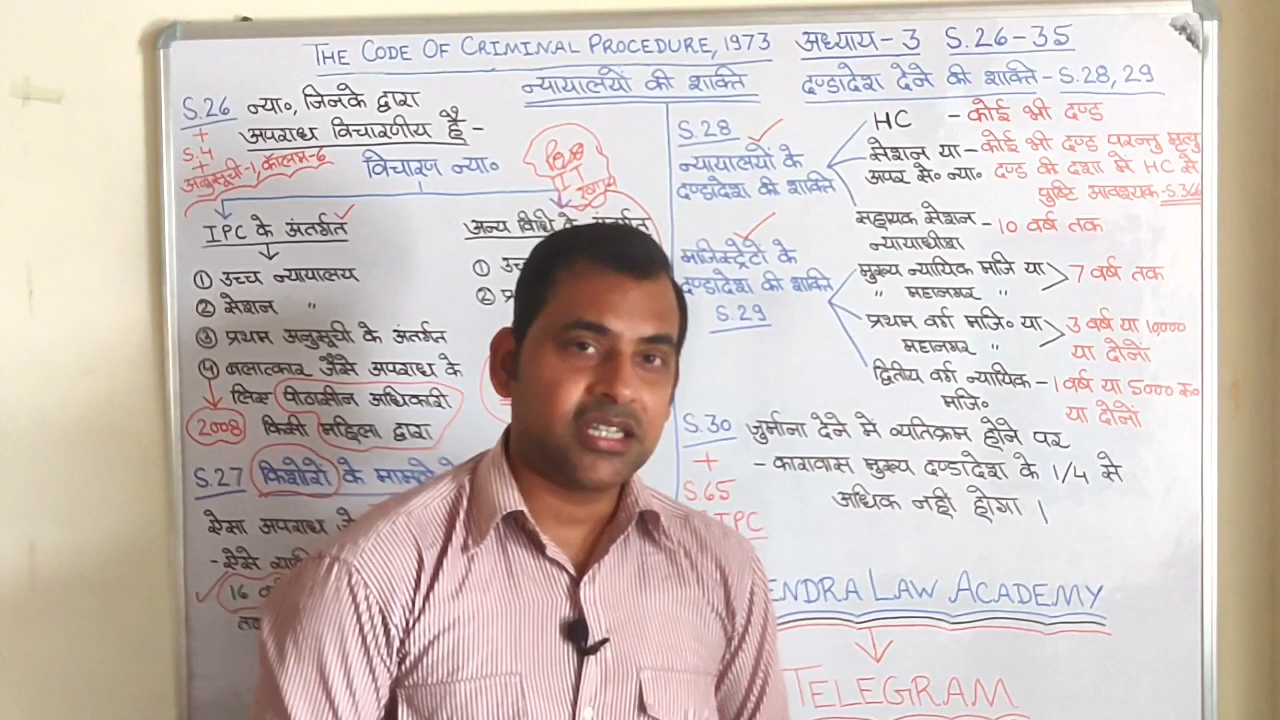 THE CODE OF CRIMINAL PROCEDURE, 1973 अध्याय-3 S.26-35
न्यायालयों की शक्ति
S.26 न्या०, जिनके द्वारा
अपराध विचारणीय है -
+
S.4
+
अनुसूची-1, कालम-6
विचारण न्या०
IPC के अंतर्गत
① उच्च न्यायालय
② सेशन "
③ प्रथम अनुसूची के अंतर्गत
④ बलात्कार जैसे अपराध के
लिए पीठासीन अधिकारी
2008 किसी महिला द्वारा
अन्य विधि के अंतर्गत
①
②
S.27 किशोरो के
ऐसा अपराध
- ऐसे
16
दण्डादेश देने की शक्ति - S.28, 29
S.28
न्यायालयों के
दण्डादेश की शक्ति
HC - कोई भी दण्ड
सेशन या - कोई भी दण्ड परन्तु मृत्यु
अपर से० न्या० दण्ड की दशा मे HC से
पुष्टि आवश्यक - S.366
सहायक सेशन - 10 वर्ष तक
न्यायाधीश
मजिस्ट्रेटो के
दण्डादेश की शक्ति
S.29
मुख्य न्यायिक मजि या 7 वर्ष तक
" महानगर "
प्रथम वर्ग मजि० या 3 वर्ष या 10,000
महानगर " या दोनों
द्वितीय वर्ग न्यायिक - 1 वर्ष या 5000 रू०
मजि० या दोनों
S.30 जुर्माना देने मे व्यतिक्रम होने पर
+ - कारावास मुख्य दण्डादेश के 1/4 से
S.65 अधिक नही होगा ।
IPC
ENDRA LAW ACADEMY
TELEGRAM